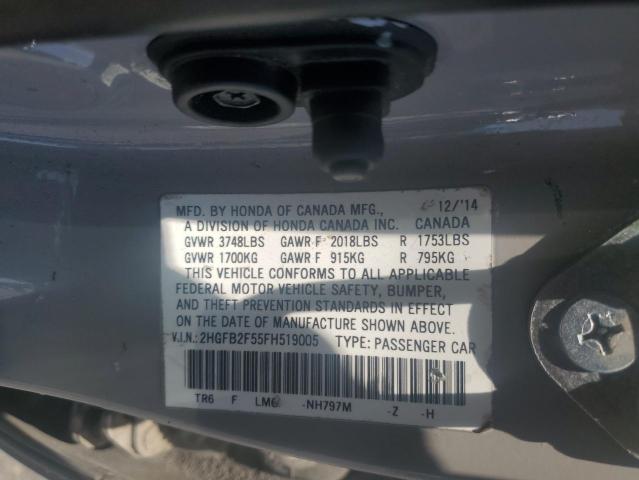 12/'14
MFD. BY HONDA OF CANADA MFG.,
A DIVISION OF HONDA CANADA INC. CANADA
GVWR 3748LBS GAWR F 2018LBS R 1753LBS
GVWR 1700KG GAWR F 915KG R 795KG
THIS VEHICLE CONFORMS TO ALL APPLICABLE
FEDERAL MOTOR VEHICLE SAFETY, BUMPER,
AND THEFT PREVENTION STANDARDS IN EFFECT
ON THE DATE OF MANUFACTURE SHOWN ABOVE.
V.I.N.: 2HGFB2F55FH519005 TYPE: PASSENGER CAR
TR6 F -NH797M -Z -H